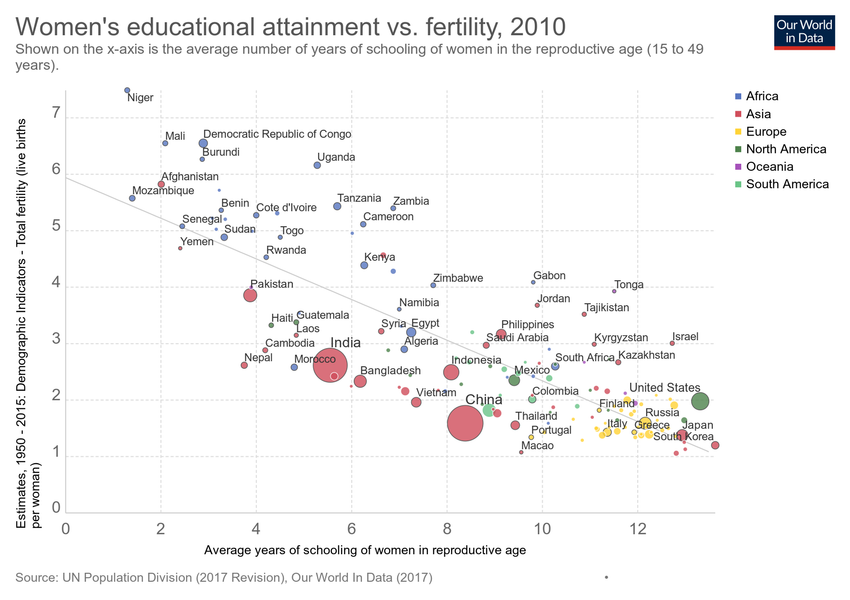 Women's educational attainment vs. fertility, 2010
Shown on the x-axis is the average number of years of schooling of women in the reproductive age (15 to 49
years).
Our World
in Data
Estimates, 1950 - 2015: Demographic Indicators - Total fertility (live births
per woman)
7
6
5
4
3
2
1
0
Niger
Mali
Democratic Republic of Congo
Burundi
Uganda
Afghanistan
Mozambique
Benin
Cote d'Ivoire
Tanzania
Zambia
Senegal
Cameroon
Sudan
Togo
Yemen
Rwanda
Kenya
Pakistan
Zimbabwe
Gabon
Tonga
Namibia
Jordan
Tajikistan
Haiti
Guatemala
Laos
Syria
Egypt
Philippines
Algeria
Saudi Arabia
Kyrgyzstan
Israel
Cambodia
India
Nepal
Morocco
Indonesia
South Africa
Kazakhstan
Bangladesh
Mexico
Vietnam
China
Colombia
United States
Finland
Thailand
Russia
Portugal
Italy
Greece
Japan
South Korea
Macao
0
2
4
6
8
10
12
Average years of schooling of women in reproductive age
Africa
Asia
Europe
North America
Oceania
South America
Source: UN Population Division (2017 Revision), Our World In Data (2017)